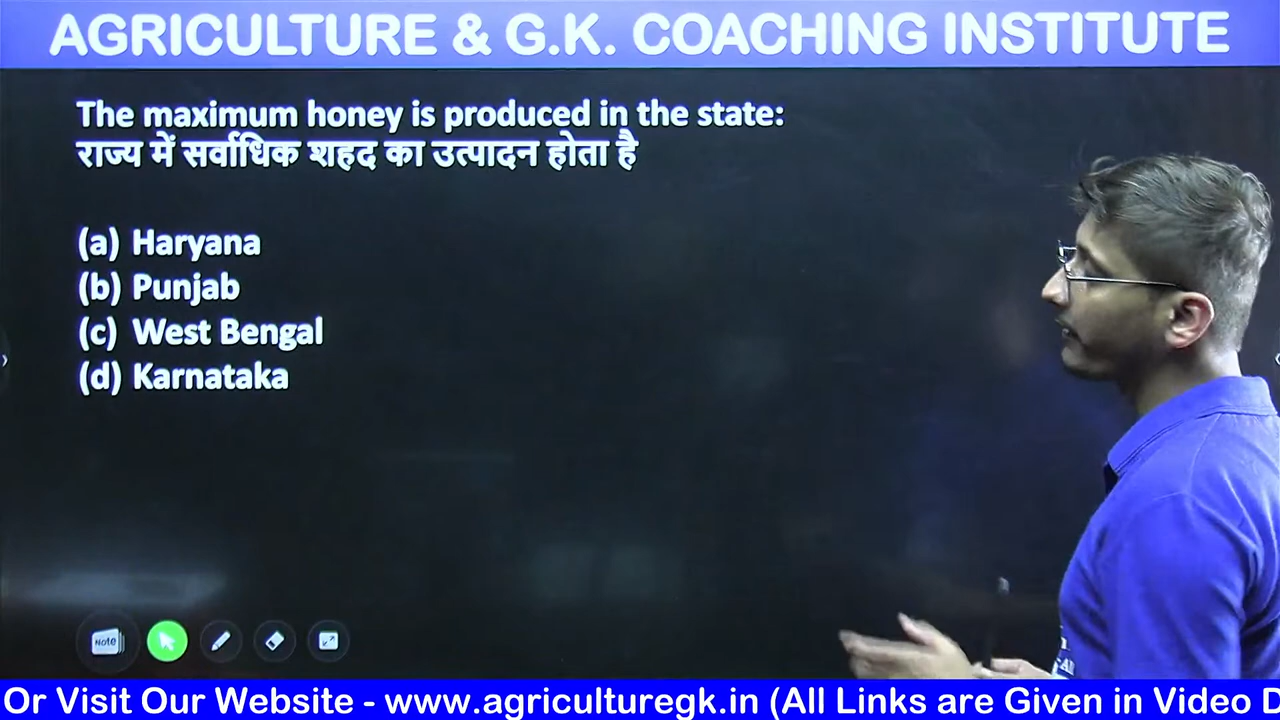 AGRICULTURE & G.K. COACHING INSTITUTE
The maximum honey is produced in the state:
राज्य में सर्वाधिक शहद का उत्पादन होता है
(a) Haryana
(b) Punjab
(c) West Bengal
(d) Karnataka
Note
Or Visit Our Website - www.agriculturegk.in (All Links are Given in Video D